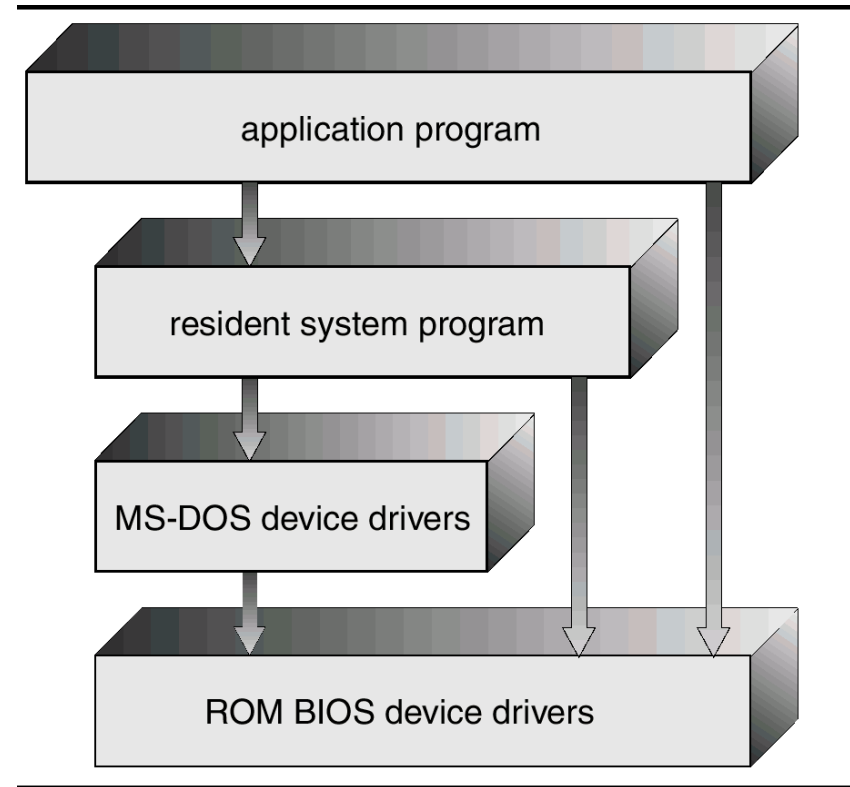 application program
resident system program
MS-DOS device drivers
ROM BIOS device drivers